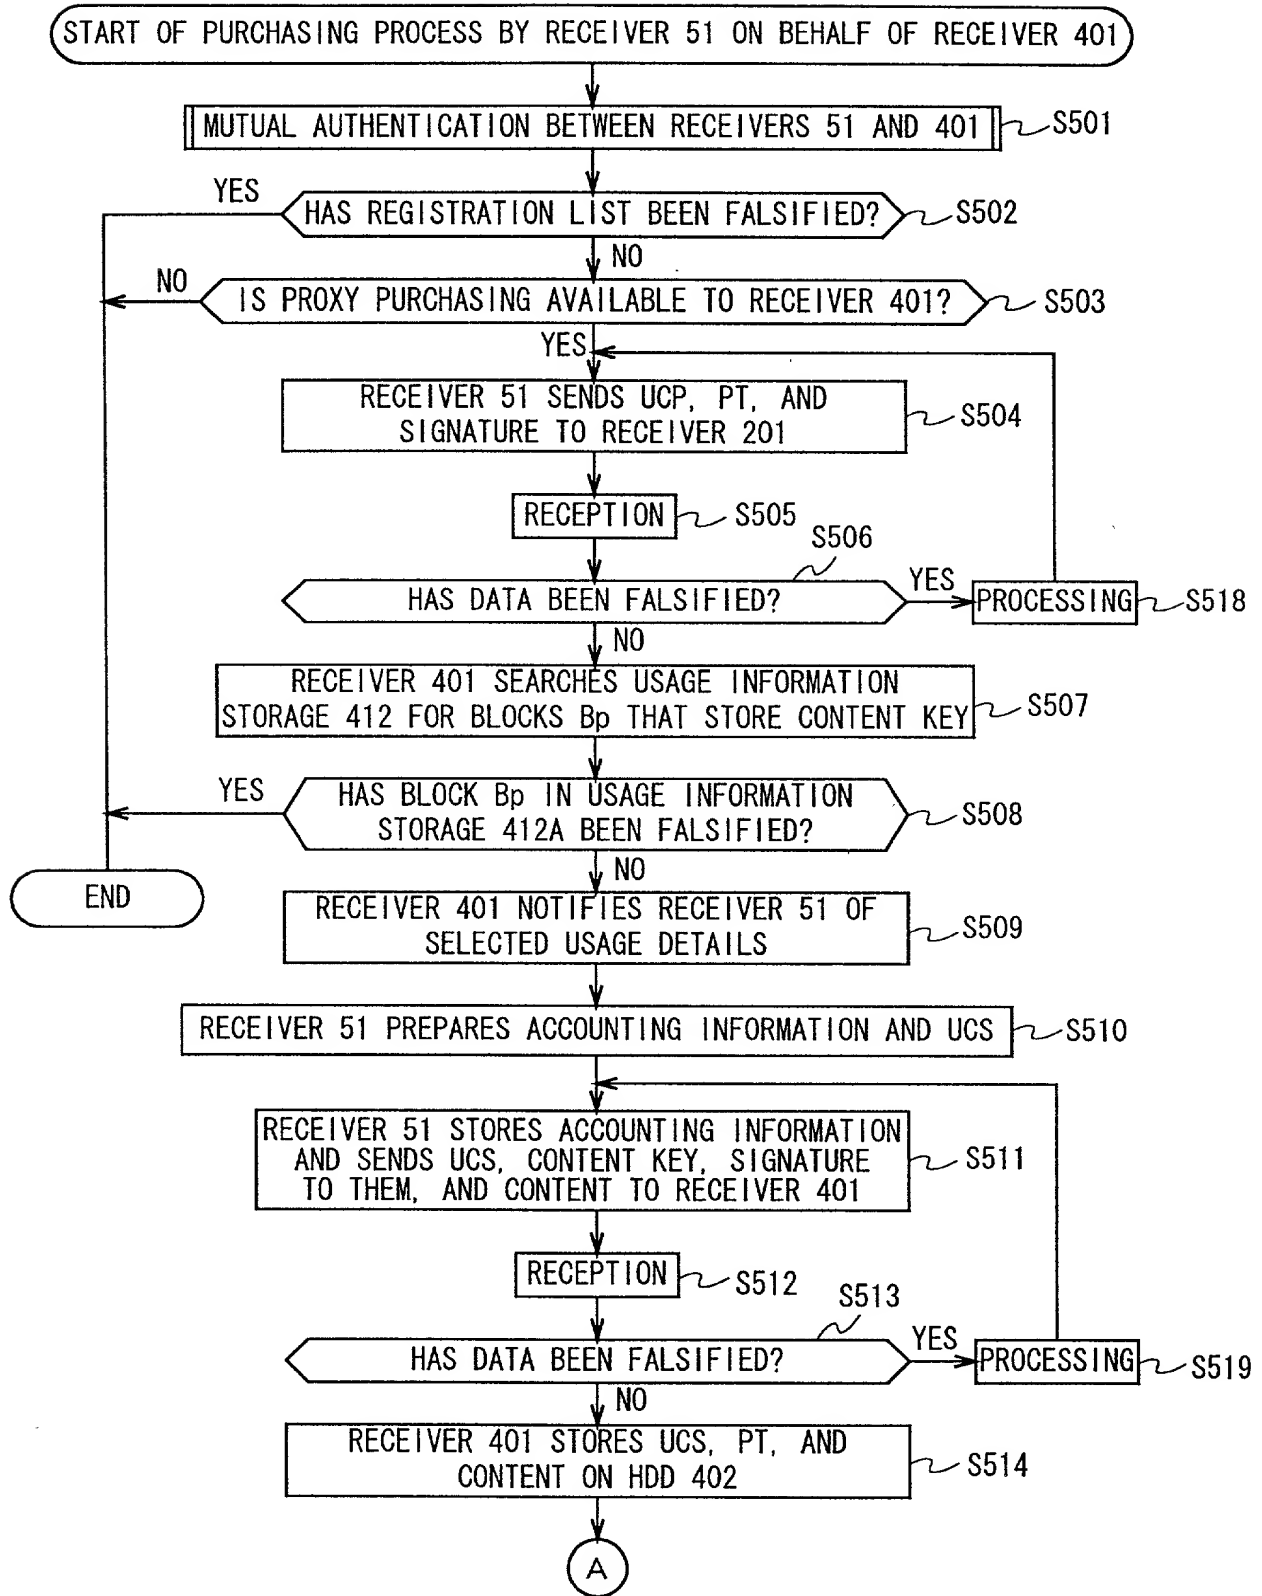 START OF PURCHASING PROCESS BY RECEIVER 51 ON BEHALF OF RECEIVER 401
MUTUAL AUTHENTICATION BETWEEN RECEIVERS 51 AND 401
S501
YES
HAS REGISTRATION LIST BEEN FALSIFIED?
S502
NO
NO
IS PROXY PURCHASING AVAILABLE TO RECEIVER 401?
S503
YES
RECEIVER 51 SENDS UCP, PT, AND
SIGNATURE TO RECEIVER 201
S504
RECEPTION
S505
S506
HAS DATA BEEN FALSIFIED?
YES
PROCESSING
S518
NO
RECEIVER 401 SEARCHES USAGE INFORMATION
STORAGE 412 FOR BLOCKS Bp THAT STORE CONTENT KEY
S507
YES
HAS BLOCK Bp IN USAGE INFORMATION
STORAGE 412A BEEN FALSIFIED?
S508
NO
END
RECEIVER 401 NOTIFIES RECEIVER 51 OF
SELECTED USAGE DETAILS
S509
RECEIVER 51 PREPARES ACCOUNTING INFORMATION AND UCS
S510
RECEIVER 51 STORES ACCOUNTING INFORMATION
AND SENDS UCS, CONTENT KEY, SIGNATURE
TO THEM, AND CONTENT TO RECEIVER 401
S511
RECEPTION
S512
S513
HAS DATA BEEN FALSIFIED?
YES
PROCESSING
S519
NO
RECEIVER 401 STORES UCS, PT, AND
CONTENT ON HDD 402
S514
A